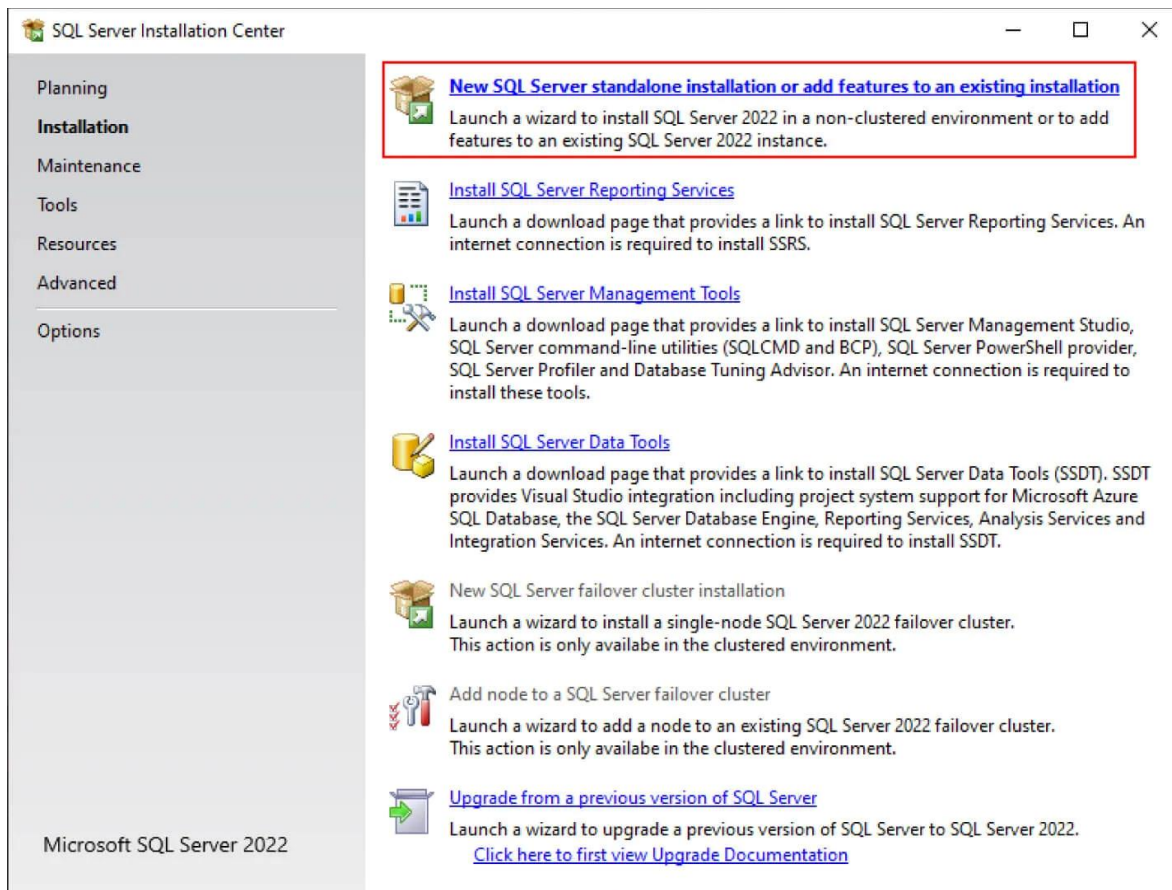 SQL Server Installation Center
Planning
Installation
Maintenance
Tools
Resources
Advanced
Options
Microsoft SQL Server 2022
New SQL Server standalone installation or add features to an existing installation
Launch a wizard to install SQL Server 2022 in a non-clustered environment or to add
features to an existing SQL Server 2022 instance.
Install SQL Server Reporting Services
Launch a download page that provides a link to install SQL Server Reporting Services. An
internet connection is required to install SSRS.
Install SQL Server Management Tools
Launch a download page that provides a link to install SQL Server Management Studio,
SQL Server command-line utilities (SQLCMD and BCP), SQL Server PowerShell provider,
SQL Server Profiler and Database Tuning Advisor. An internet connection is required to
install these tools.
Install SQL Server Data Tools
Launch a download page that provides a link to install SQL Server Data Tools (SSDT). SSDT
provides Visual Studio integration including project system support for Microsoft Azure
SQL Database, the SQL Server Database Engine, Reporting Services, Analysis Services and
Integration Services. An internet connection is required to install SSDT.
New SQL Server failover cluster installation
Launch a wizard to install a single-node SQL Server 2022 failover cluster.
This action is only availabe in the clustered environment.
Add node to a SQL Server failover cluster
Launch a wizard to add a node to an existing SQL Server 2022 failover cluster.
This action is only availabe in the clustered environment.
Upgrade from a previous version of SQL Server
Launch a wizard to upgrade a previous version of SQL Server to SQL Server 2022.
Click here to first view Upgrade Documentation